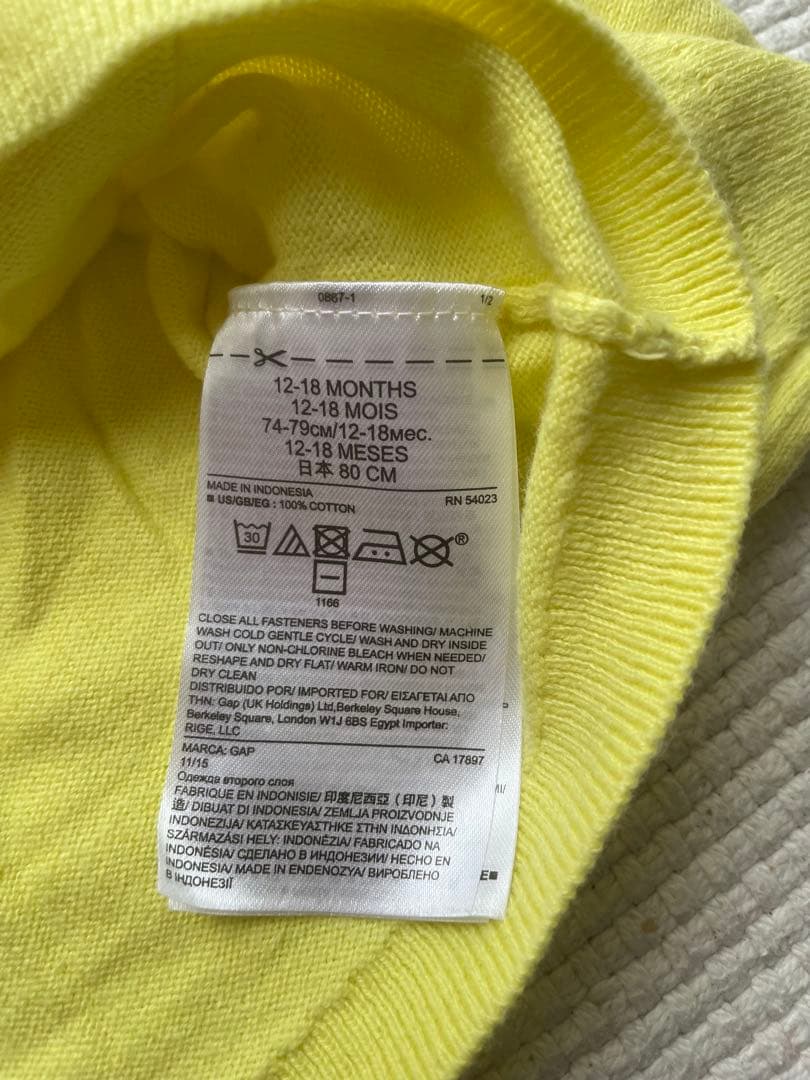 0867-1 1/2
12-18 MONTHS
12-18 MOIS
74-79см/12-18мес.
12-18 MESES
日本 80 CM
MADE IN INDONESIA
RN 54023
■ US/GB/EG : 100% COTTON
30
®
1166
CLOSE ALL FASTENERS BEFORE WASHING/ MACHINE
WASH COLD GENTLE CYCLE/ WASH AND DRY INSIDE
OUT/ ONLY NON-CHLORINE BLEACH WHEN NEEDED/
RESHAPE AND DRY FLAT/ WARM IRON/ DO NOT
DRY CLEAN
DISTRIBUIDO POR/ IMPORTED FOR/ ΕΙΣΑΓΕΤΑΙ ΑΠΟ
ΤΗΝ: Gap (UK Holdings) Ltd,Berkeley Square House,
Berkeley Square, London W1J 6BS Egypt Importer:
RIGE, LLC
MARCA: GAP
CA 17897
11/15
Одежда второго слоя
FABRIQUE EN INDONISIE/ 印度尼西亞（印尼）製
造/ DIBUAT DI INDONESIA/ ZEMLJA PROIZVODNJE
INDONEZIJA/ ΚΑΤΑΣΚΕΥΑΣΤΗΚΕ ΣΤΗΝ ΙΝΔΟΝΗΣΙΑ/
SZÁRMAZÁSI HELY: INDONÉZIA/ FABRICADO NA
INDONÉSIA/ СДЕЛАНО В ИНДОНЕЗИИ/ HECHO EN
INDONESIA/ MADE IN ENDENOZYA/ ВИРОБЛЕНО
В ІНДОНЕЗІЇ